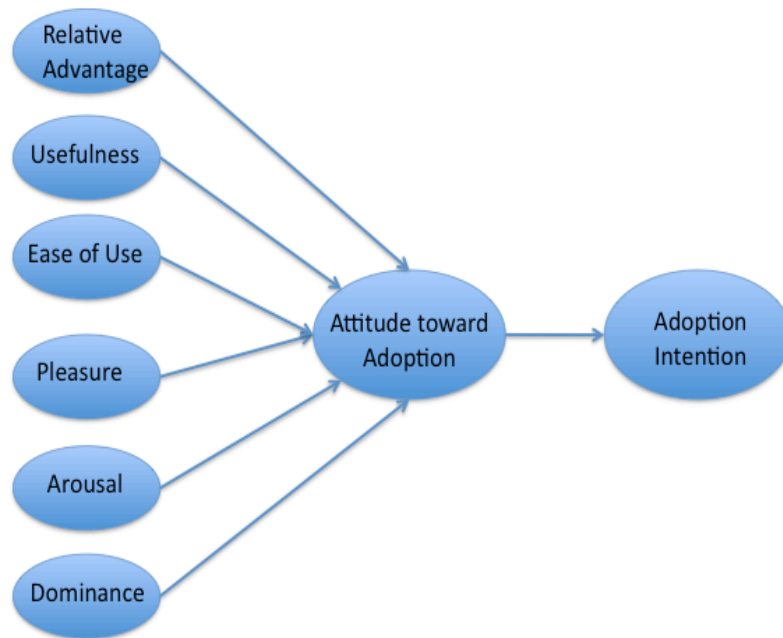 Relative
Advantage
Usefulness
Ease of Use
Pleasure
Arousal
Dominance
Attitude toward
Adoption
Adoption
Intention